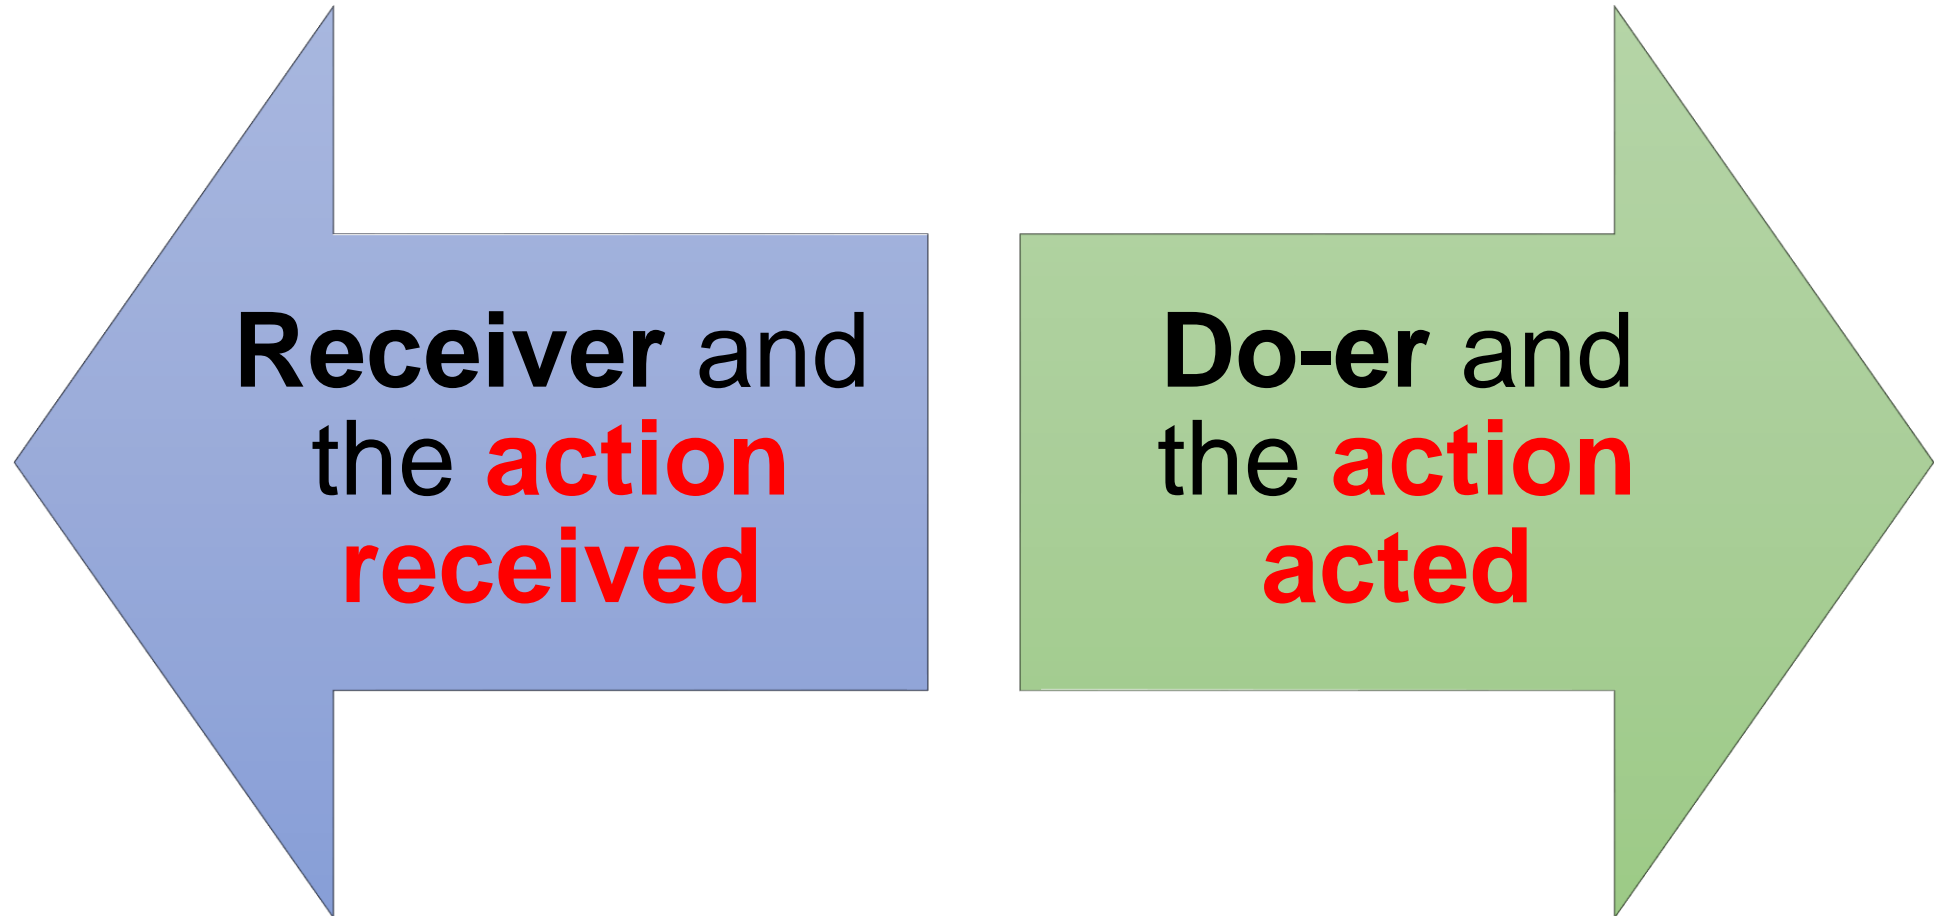 Receiver and
the action
received
Do-er and
the action
acted